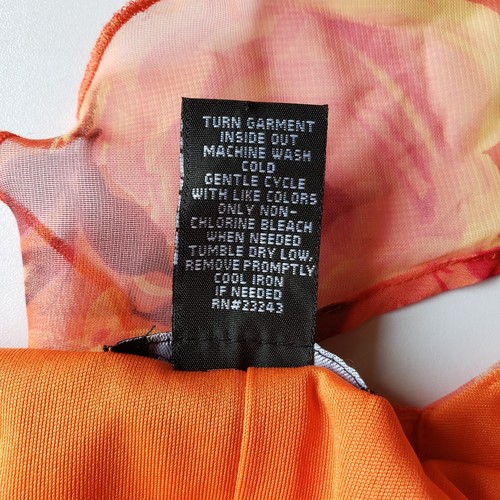 TURN GARMENT
INSIDE OUT
MACHINE WASH
COLD
GENTLE CYCLE
WITH LIKE COLORS
ONLY NON-
CHLORINE BLEACH
WHEN NEEDED
TUMBLE DRY LOW,
REMOVE PROMPTLY
COOL IRON
IF NEEDED
RN#23243